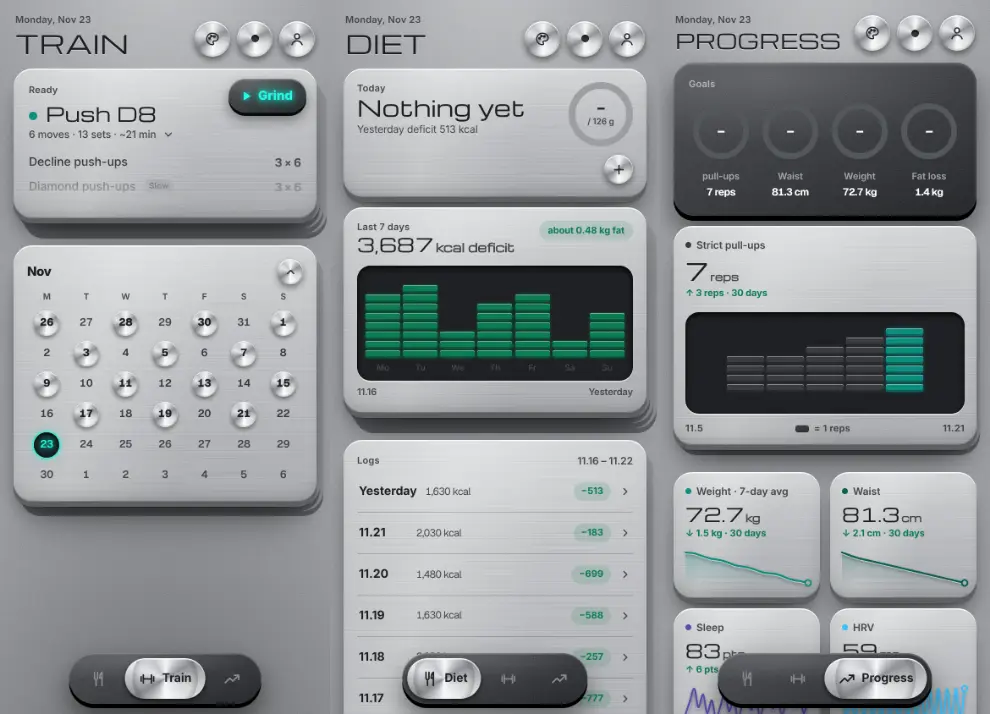 Monday, Nov 23
TRAIN
Ready
Push D8
6 moves · 13 sets · ~21 min
Grind
Decline push-ups 3 × 6
Diamond push-ups Slow 3 × 6
Nov
M T W T F S S
26 27 28 29 30 31 1
2 3 4 5 6 7 8
9 10 11 12 13 14 15
16 17 18 19 20 21 22
23 24 25 26 27 28 29
30 1 2 3 4 5 6
Train
Monday, Nov 23
DIET
Today
Nothing yet
Yesterday deficit 513 kcal
-
/ 126 g
Last 7 days
3,687 kcal deficit
about 0.48 kg fat
Mo Tu We Th Fr Sa Su
11.16 Yesterday
Logs 11.16 – 11.22
Yesterday 1,630 kcal −513
11.21 2,030 kcal −183
11.20 1,480 kcal −699
11.19 1,630 kcal −588
11.18 −257
11.17 777
Diet
Monday, Nov 23
PROGRESS
Goals
- - - -
pull-ups Waist Weight Fat loss
7 reps 81.3 cm 72.7 kg 1.4 kg
Strict pull-ups
7 reps
↑ 3 reps · 30 days
11.5 = 1 reps 11.21
Weight · 7-day avg
72.7 kg
↓ 1.5 kg · 30 days
Waist
81.3 cm
↓ 2.1 cm · 30 days
Sleep
83 pts
↑ 6 pts
HRV
59
Progress